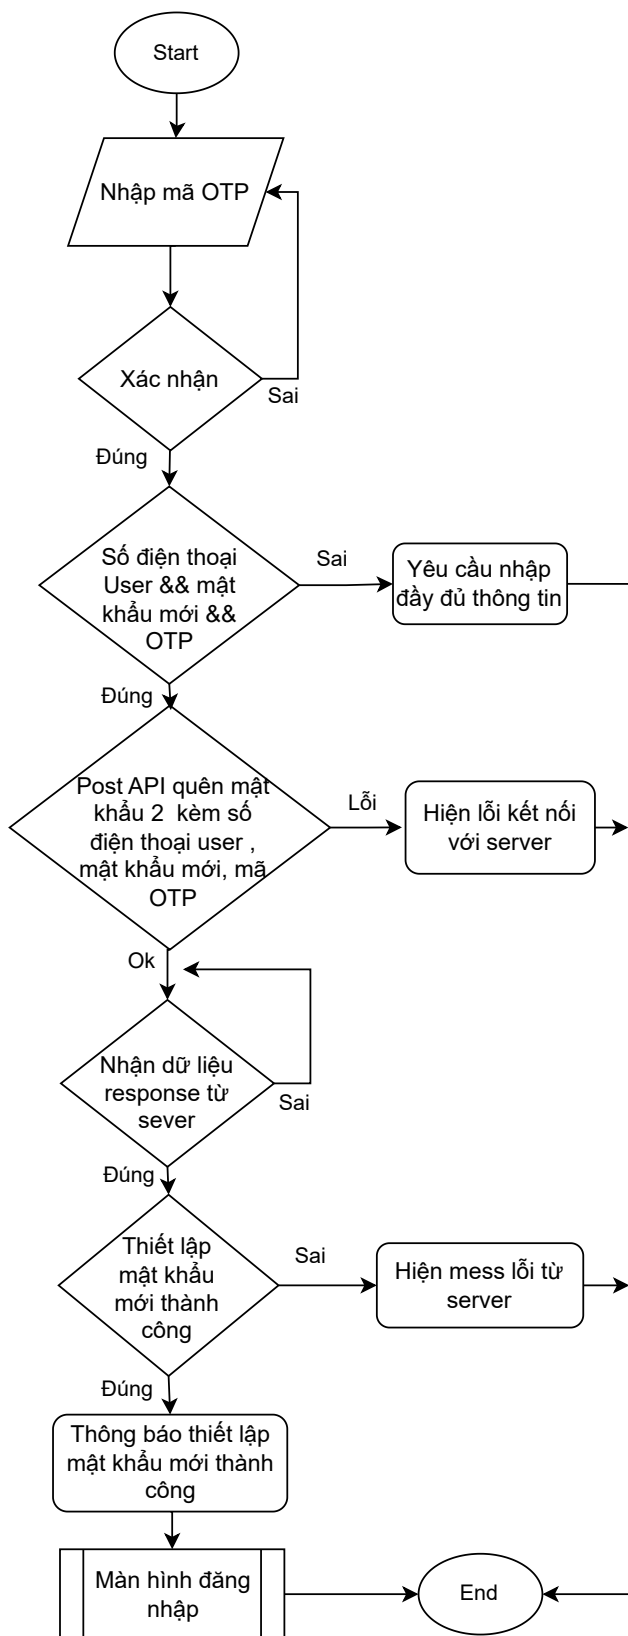 Start
Nhập mã OTP
Xác nhận
Sai
Đúng
Số điện thoại
User && mật
khẩu mới &&
OTP
Sai
Yêu cầu nhập
đầy đủ thông tin
Đúng
Post API quên mật
khẩu 2 kèm số
điện thoại user ,
mật khẩu mới, mã
OTP
Lỗi
Hiện lỗi kết nối
với server
Ok
Nhận dữ liệu
response từ
sever
Sai
Đúng
Thiết lập
mật khẩu
mới thành
công
Sai
Hiện mess lỗi từ
server
Đúng
Thông báo thiết lập
mật khẩu mới thành
công
Màn hình đăng
nhập
End